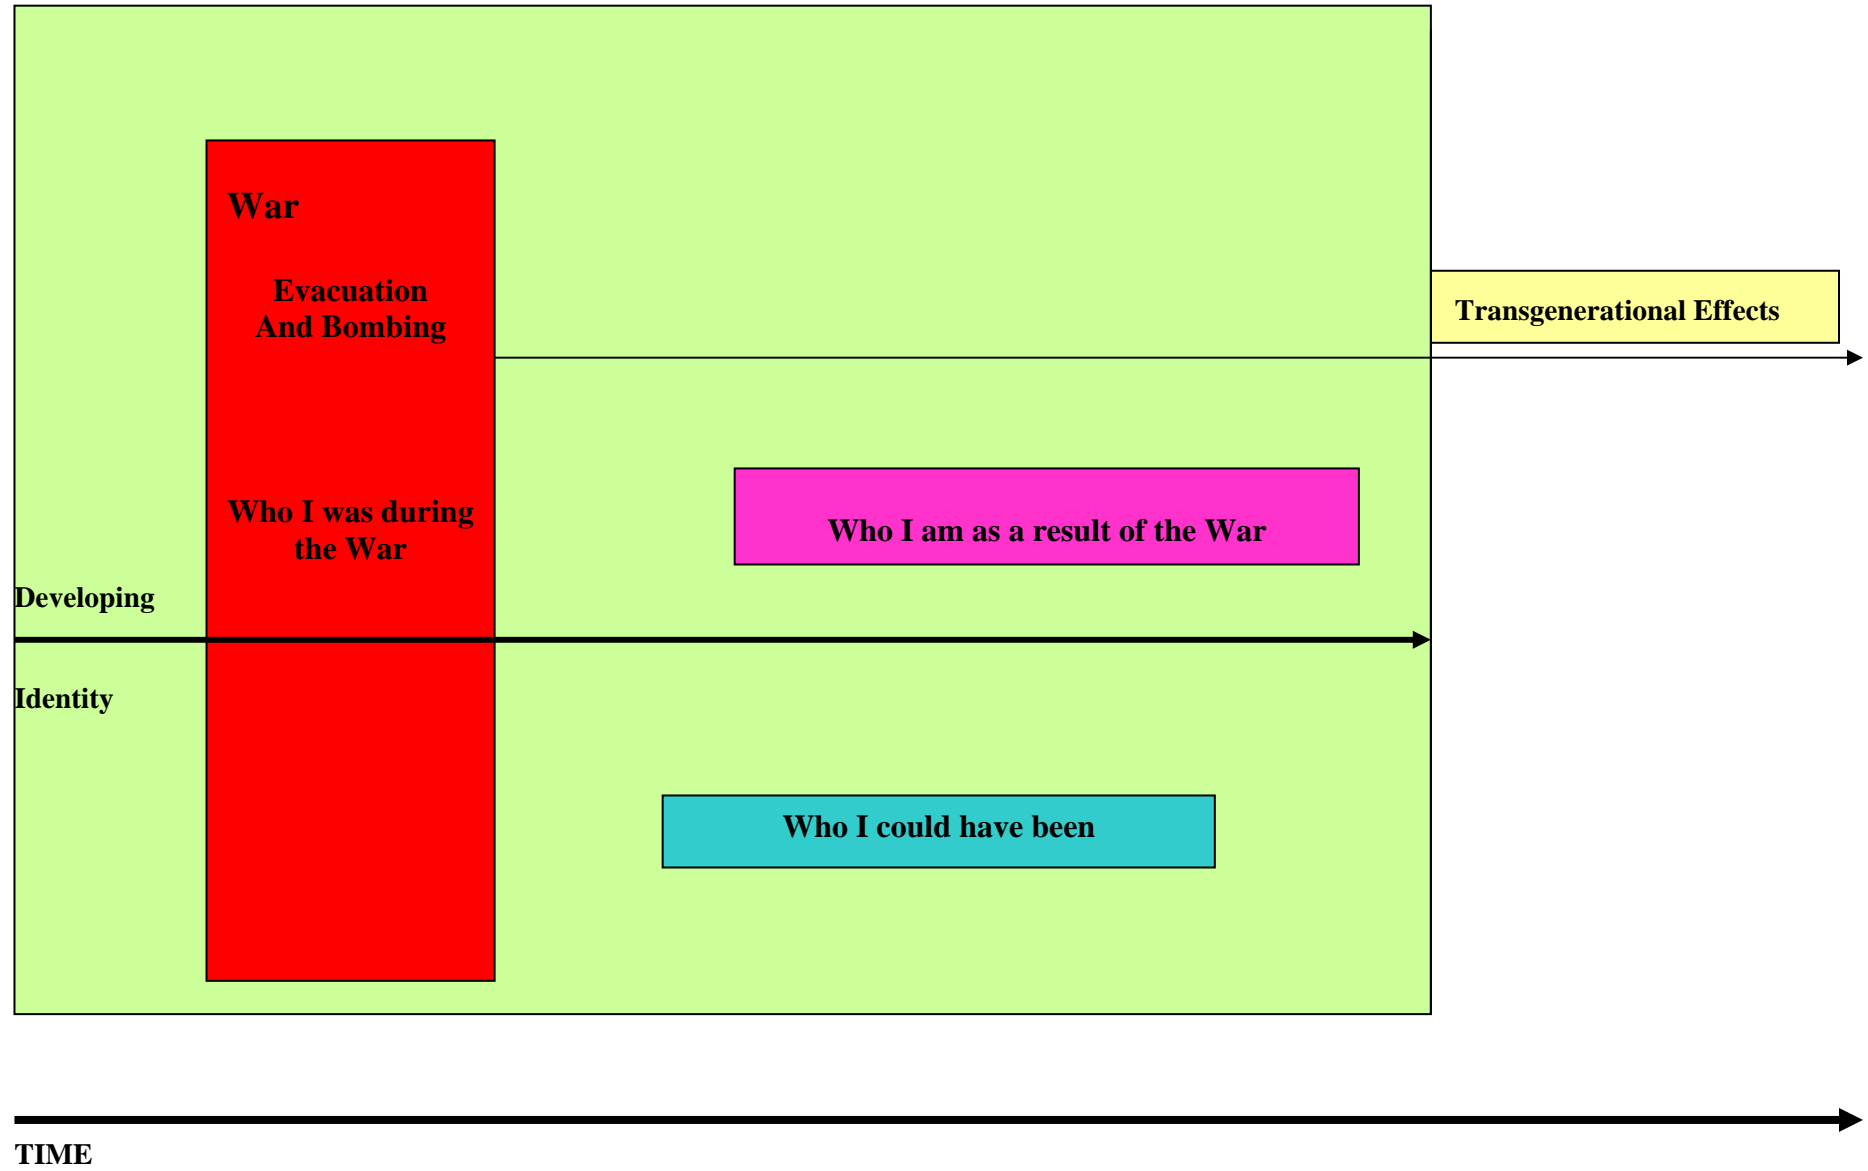 War
Evacuation
And Bombing
Transgenerational Effects
Who I was during
the War
Who I am as a result of the War
Developing
Identity
Who I could have been
TIME